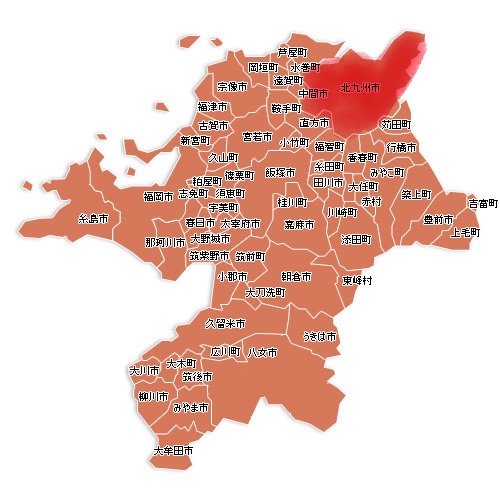 芦屋町
岡垣町
水巻町
遠賀町
宗像市
中間市
北九州市
福津市
鞍手町
古賀市
直方市
苅田町
新宮町
宮若市
小竹町
福智町
行橋市
久山町
香春町
糸田町
みやこ町
篠栗町
飯塚市
粕屋町
田川市
大任町
福岡市
志免町
須恵町
桂川町
赤村
築上町
吉富町
宇美町
川崎町
糸島市
春日市
太宰府市
嘉麻市
豊前市
上毛町
那珂川市
大野城市
添田町
筑紫野市
筑前町
小郡市
朝倉市
東峰村
大刀洗町
久留米市
うきは市
広川町
八女市
大木町
大川市
筑後市
柳川市
みやま市
大牟田市